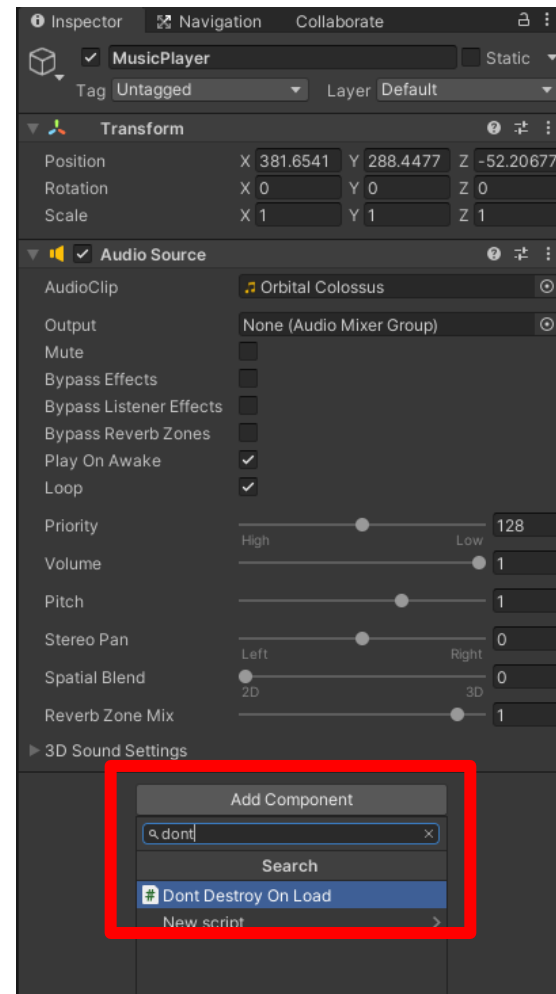 Inspector Navigation Collaborate
MusicPlayer Static
Tag Untagged Layer Default
Transform
Position X 381.6541 Y 288.4477 Z -52.20677
Rotation X 0 Y 0 Z 0
Scale X 1 Y 1 Z 1
Audio Source
AudioClip Orbital Colossus
Output None (Audio Mixer Group)
Mute
Bypass Effects
Bypass Listener Effects
Bypass Reverb Zones
Play On Awake
Loop
Priority 128
High Low
Volume 1
Pitch 1
Stereo Pan 0
Left Right
Spatial Blend 0
2D 3D
Reverb Zone Mix 1
3D Sound Settings
Add Component
dont
Search
# Dont Destroy On Load
New script